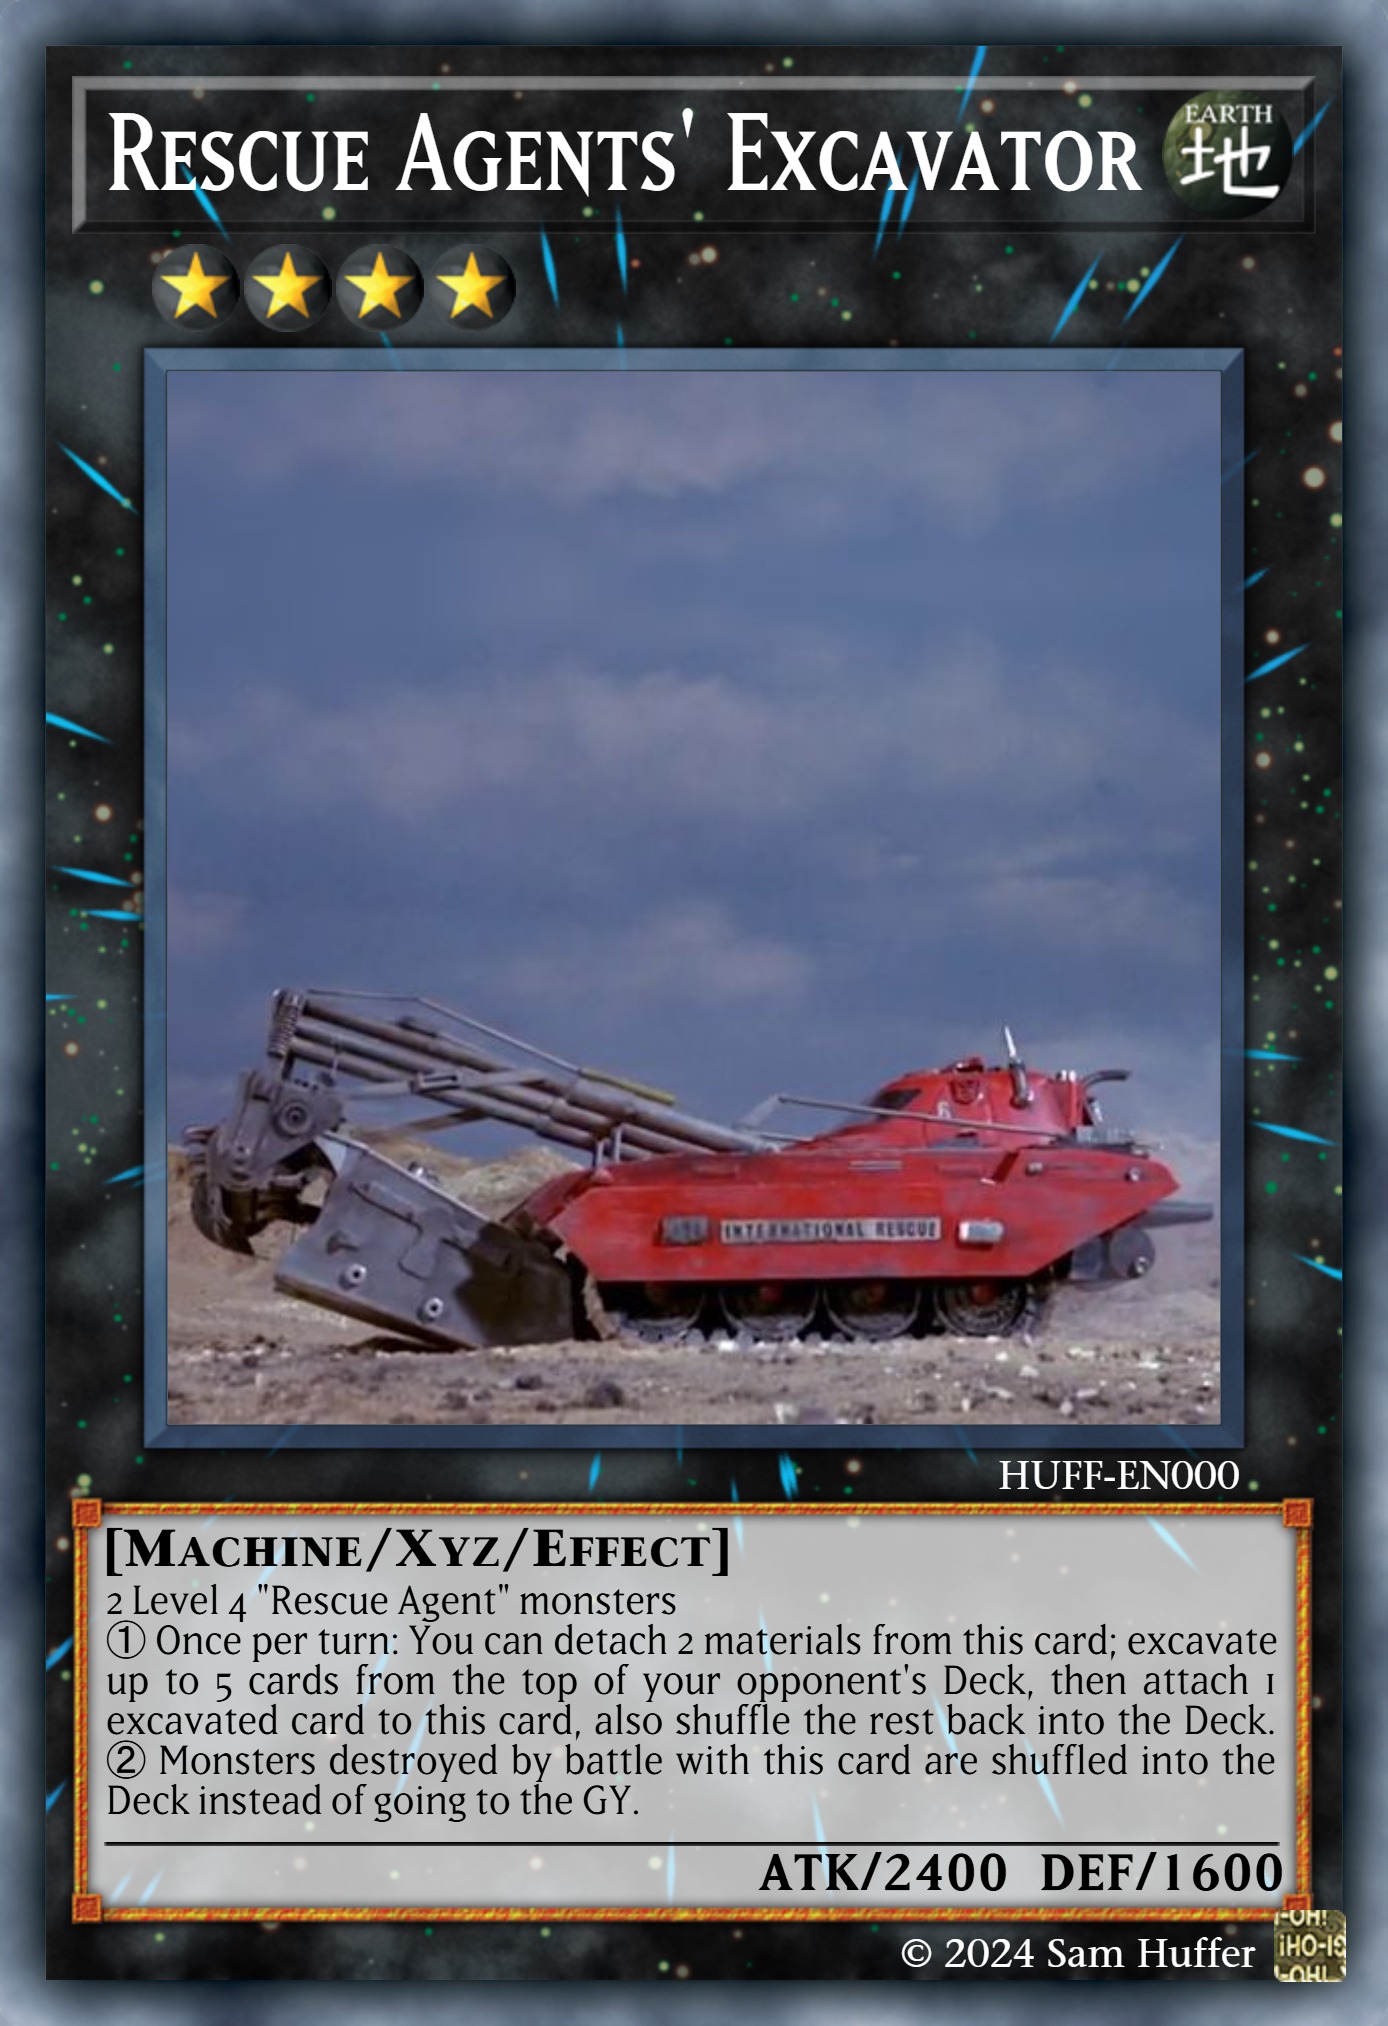 Rescue Agents' Excavator
EARTH
地
INTERNATIONAL RESCUE
HUFF-EN000
[Machine/Xyz/Effect]
2 Level 4 "Rescue Agent" monsters
① Once per turn: You can detach 2 materials from this card; excavate
up to 5 cards from the top of your opponent's Deck, then attach 1
excavated card to this card, also shuffle the rest back into the Deck.
② Monsters destroyed by battle with this card are shuffled into the
Deck instead of going to the GY.
ATK/2400 DEF/1600
© 2024 Sam Huffer
-OH!